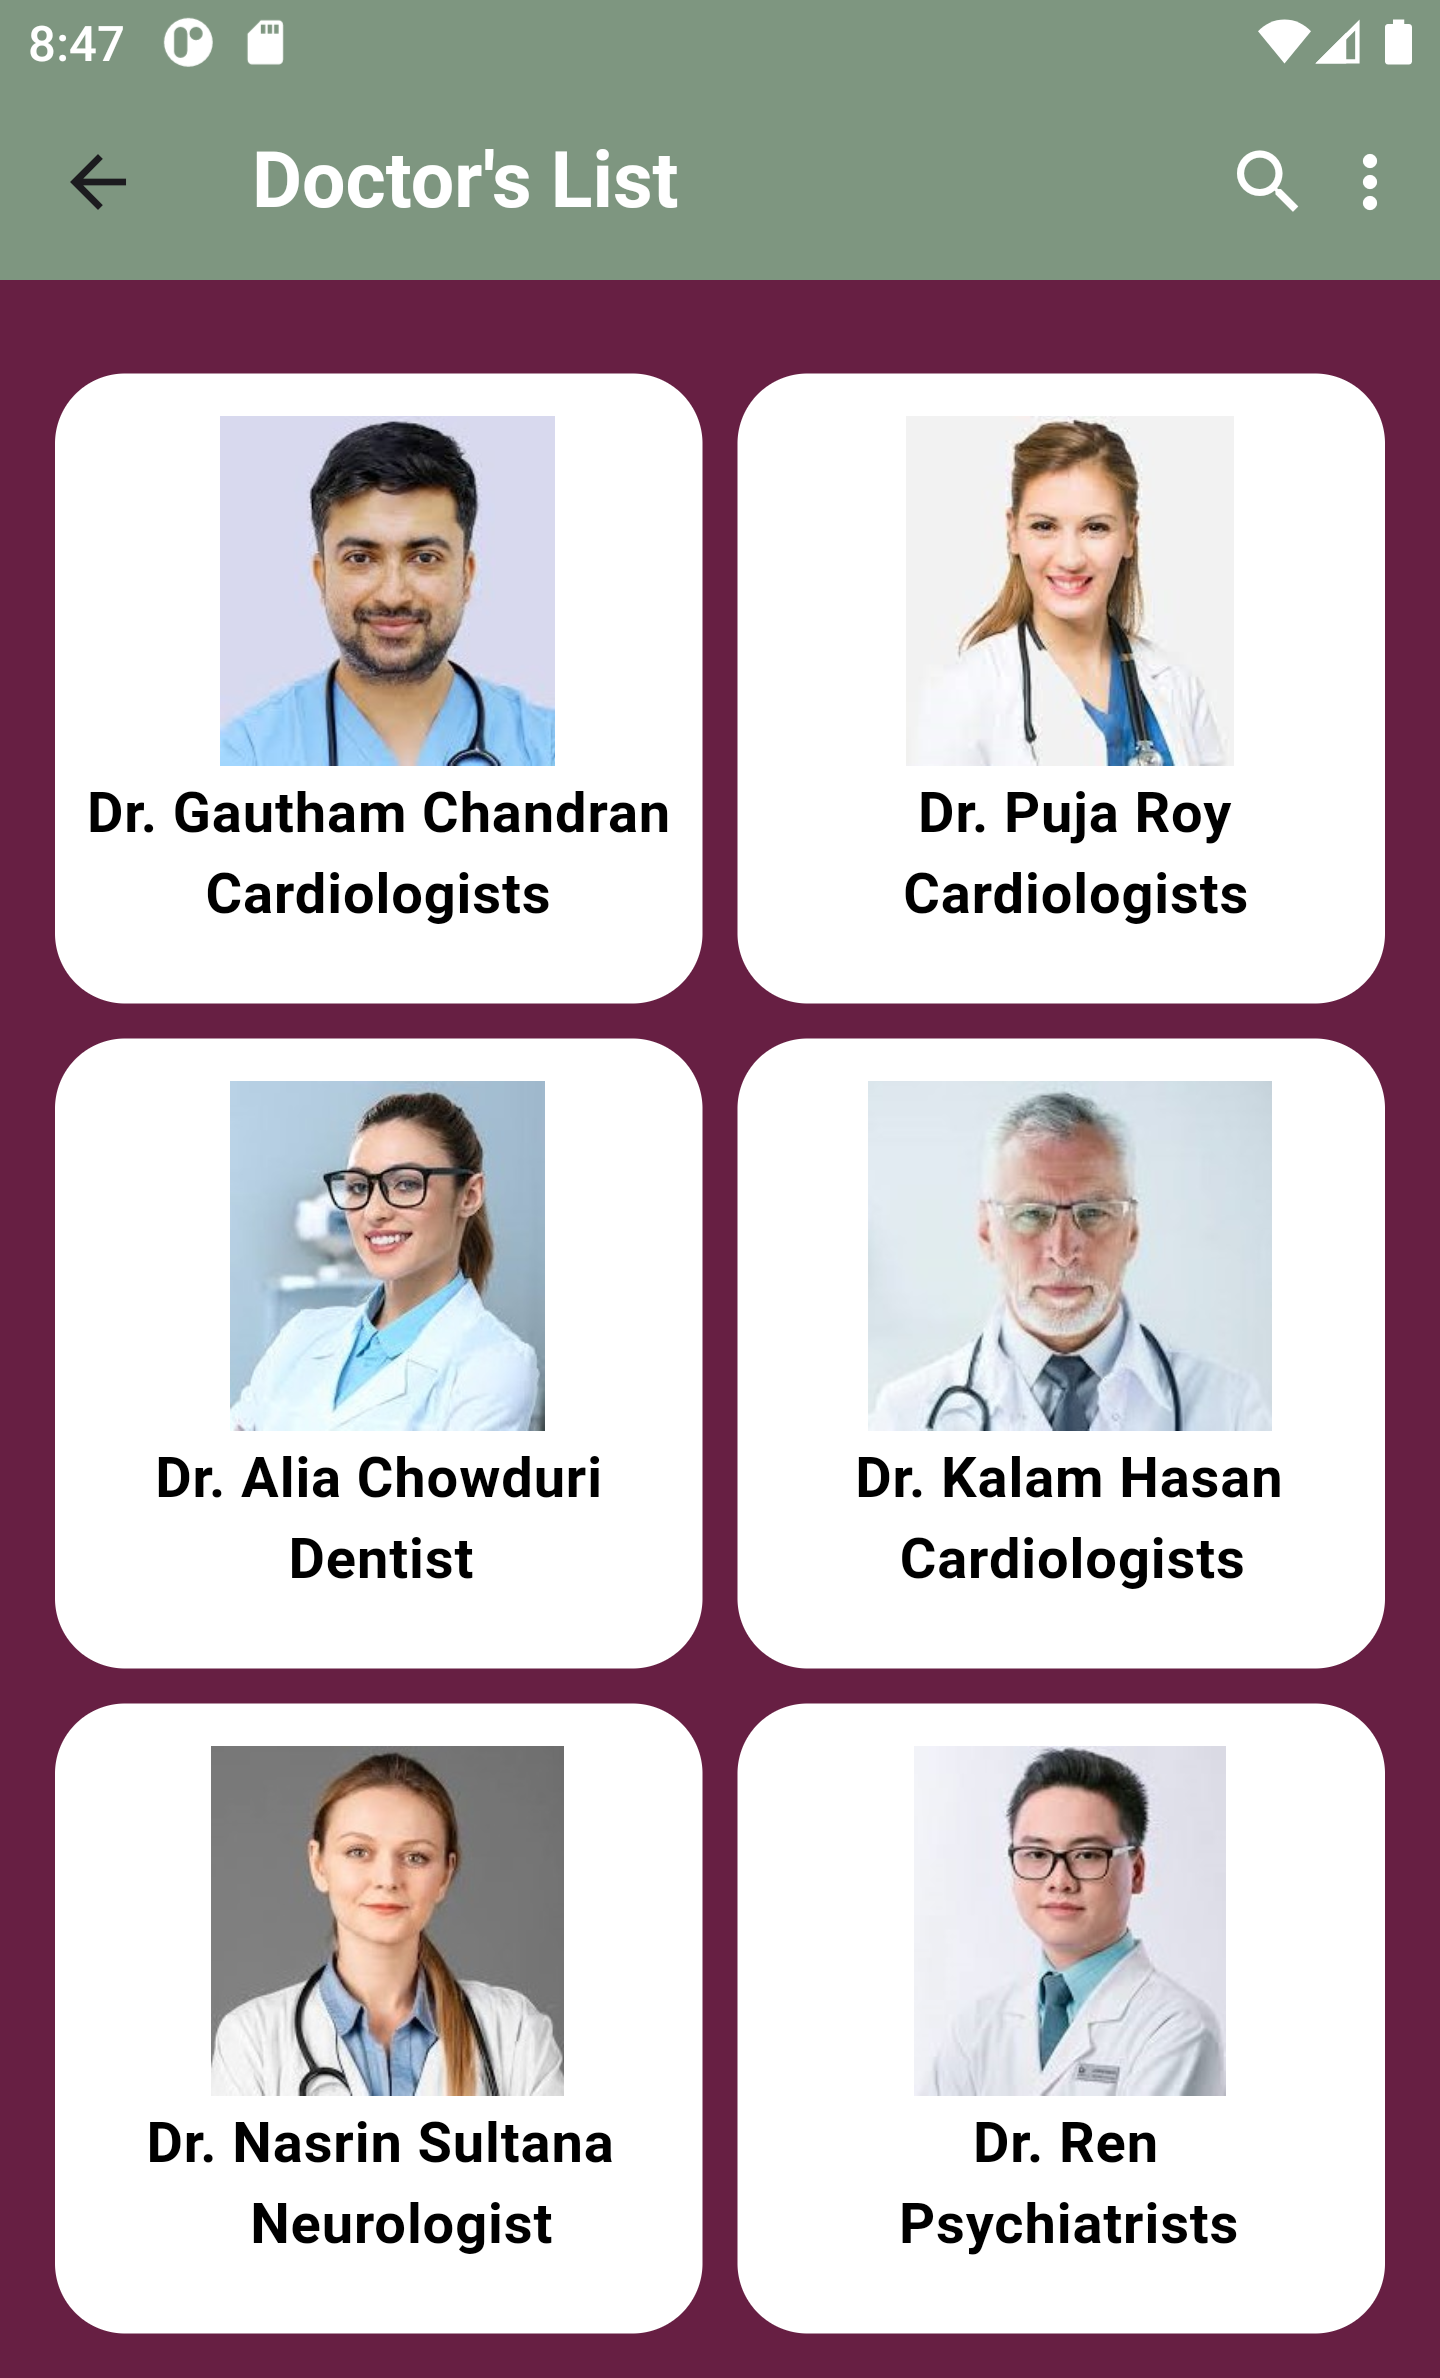 8:47
Doctor's List
Dr. Gautham Chandran
Cardiologists
Dr. Puja Roy
Cardiologists
Dr. Alia Chowduri
Dentist
Dr. Kalam Hasan
Cardiologists
Dr. Nasrin Sultana
Neurologist
Dr. Ren
Psychiatrists